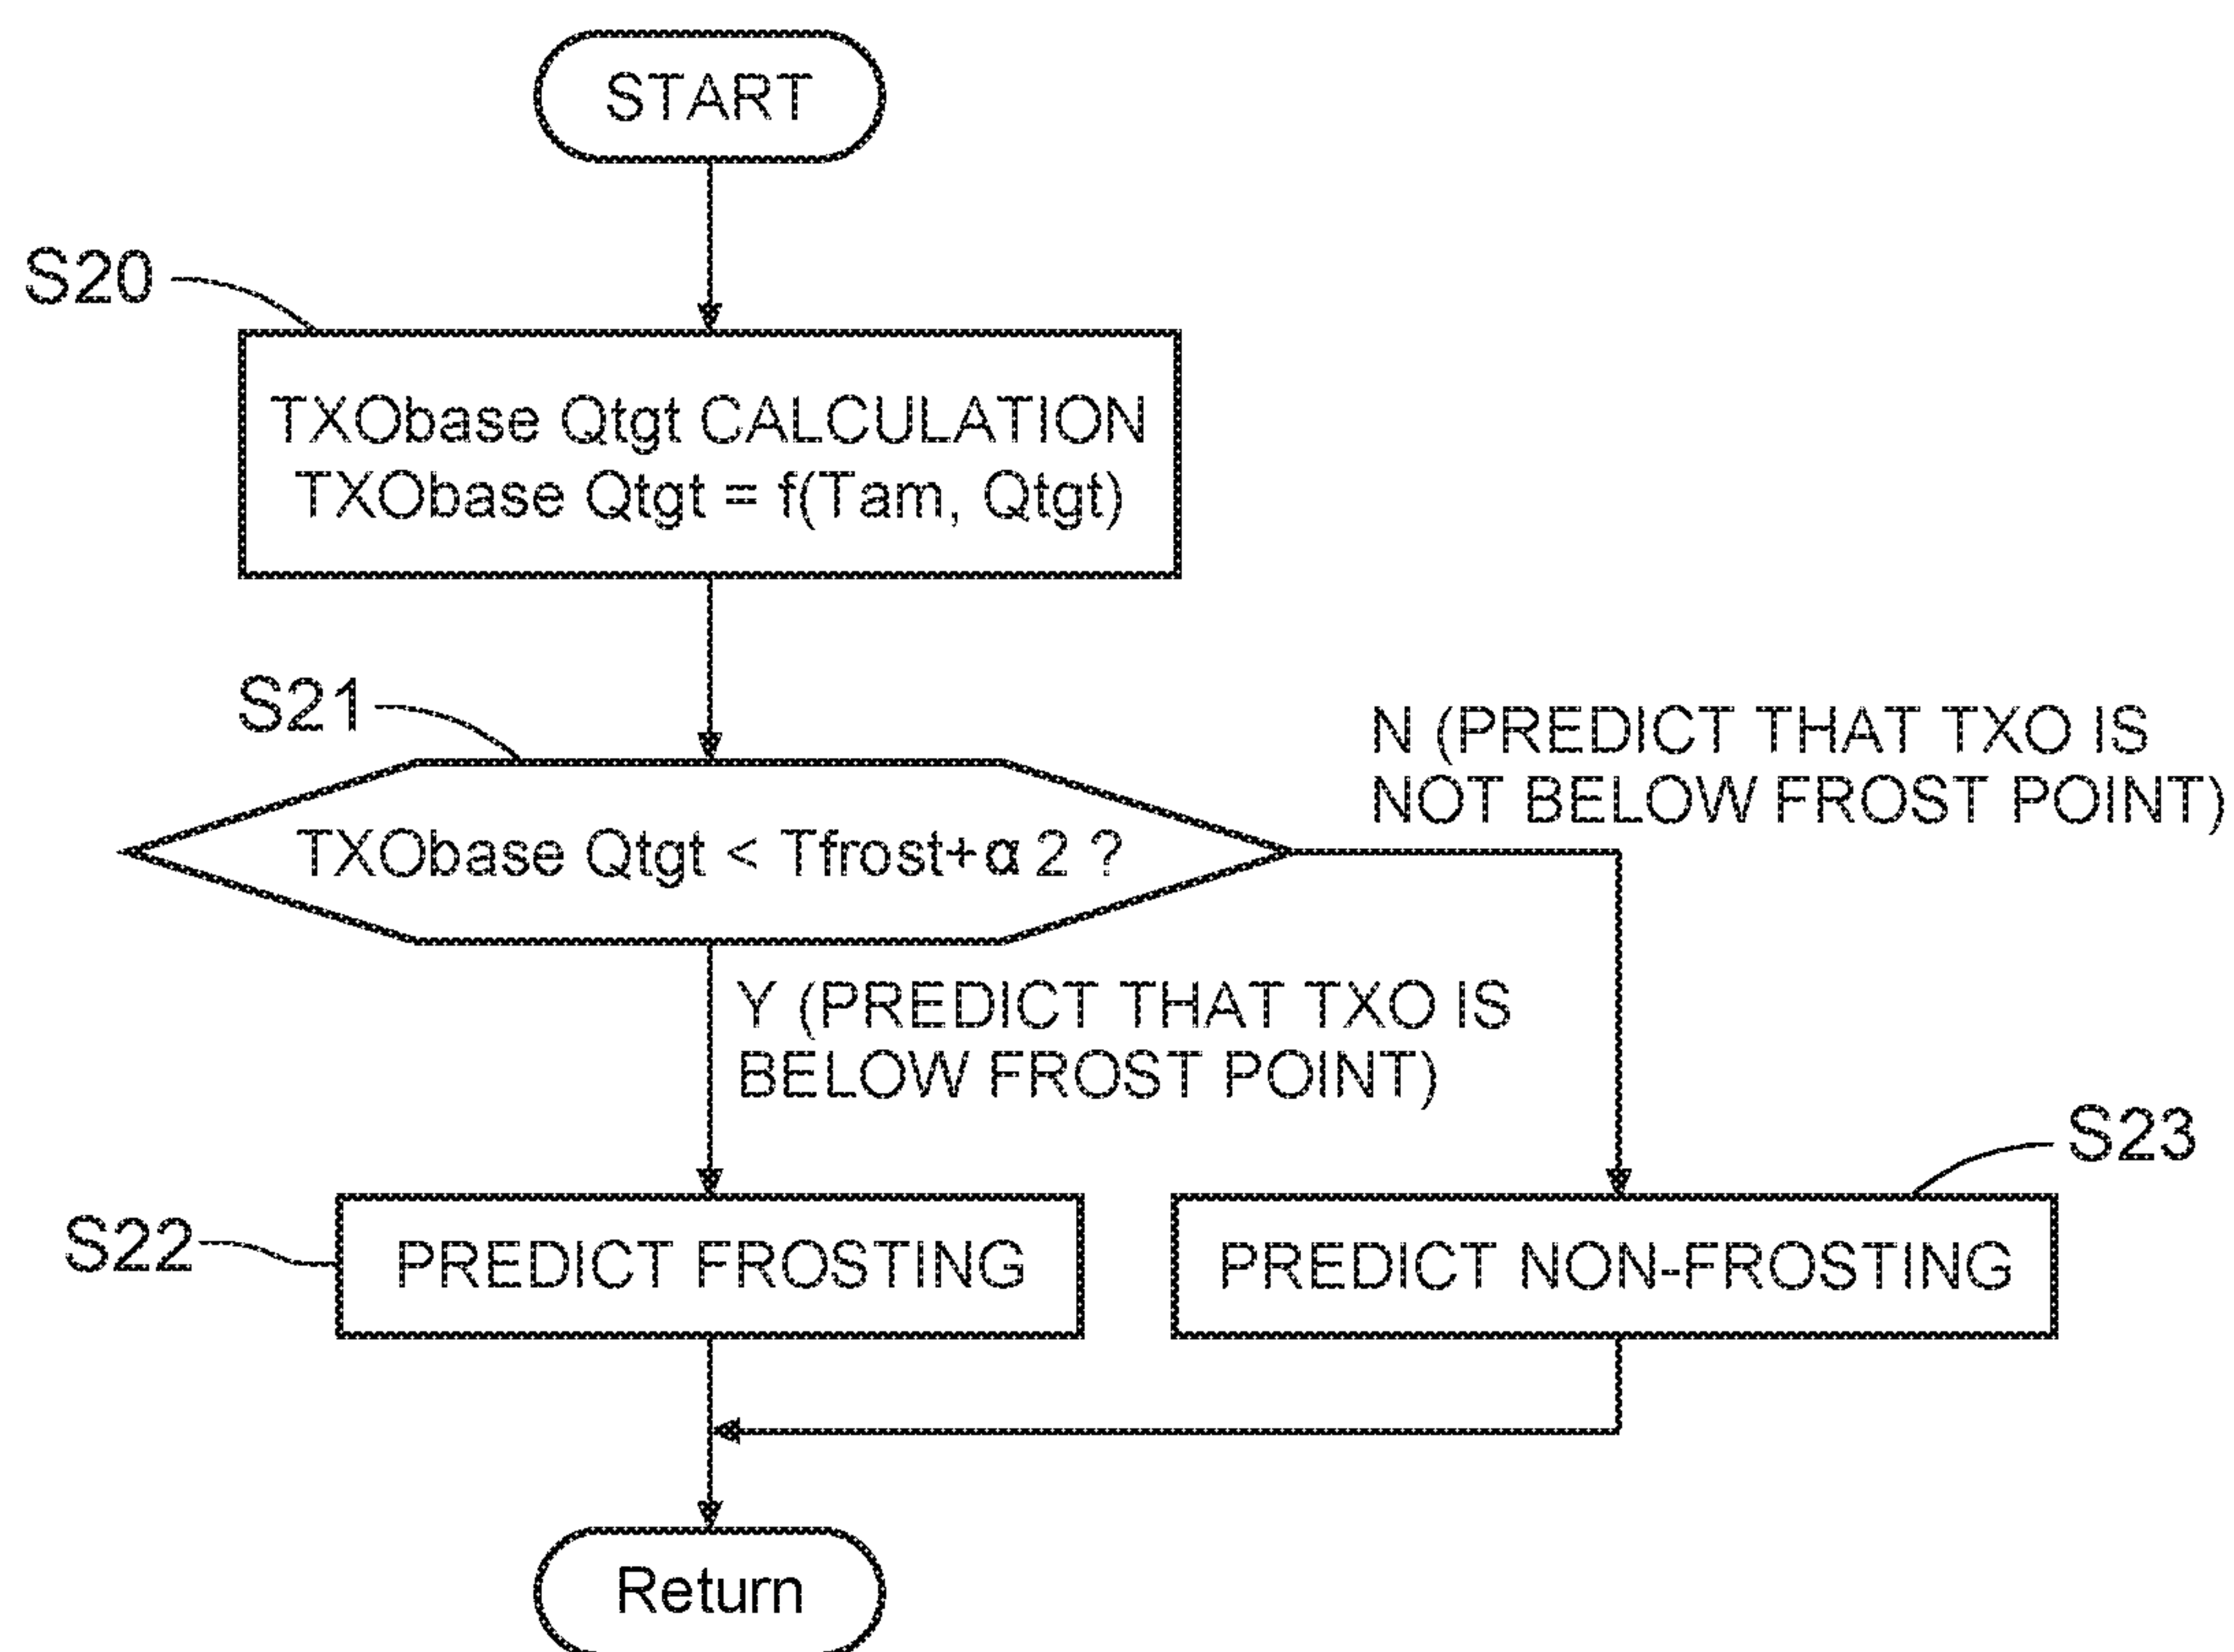 START
S20
TXObase Qtgt CALCULATION
TXObase Qtgt = f(Tam, Qtgt)
S21
TXObase Qtgt < Tfrost+α2 ?
N (PREDICT THAT TXO IS
NOT BELOW FROST POINT)
Y (PREDICT THAT TXO IS
BELOW FROST POINT)
S22
PREDICT FROSTING
S23
PREDICT NON-FROSTING
Return